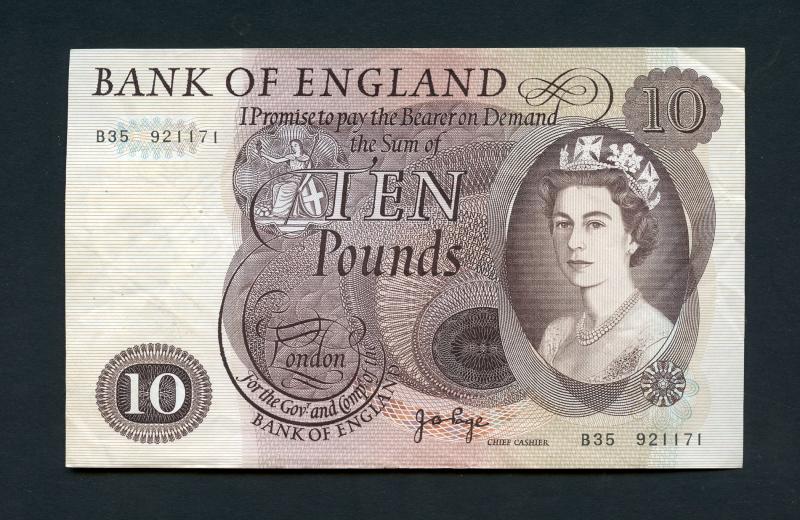 BANK OF ENGLAND
10
I Promise to pay the Bearer on Demand
B35 921171
the Sum of
TEN
Pounds
London
10
for the Govr. and Compa. of the
BANK OF ENGLAND
J B Page
CHIEF CASHIER
B35 921171